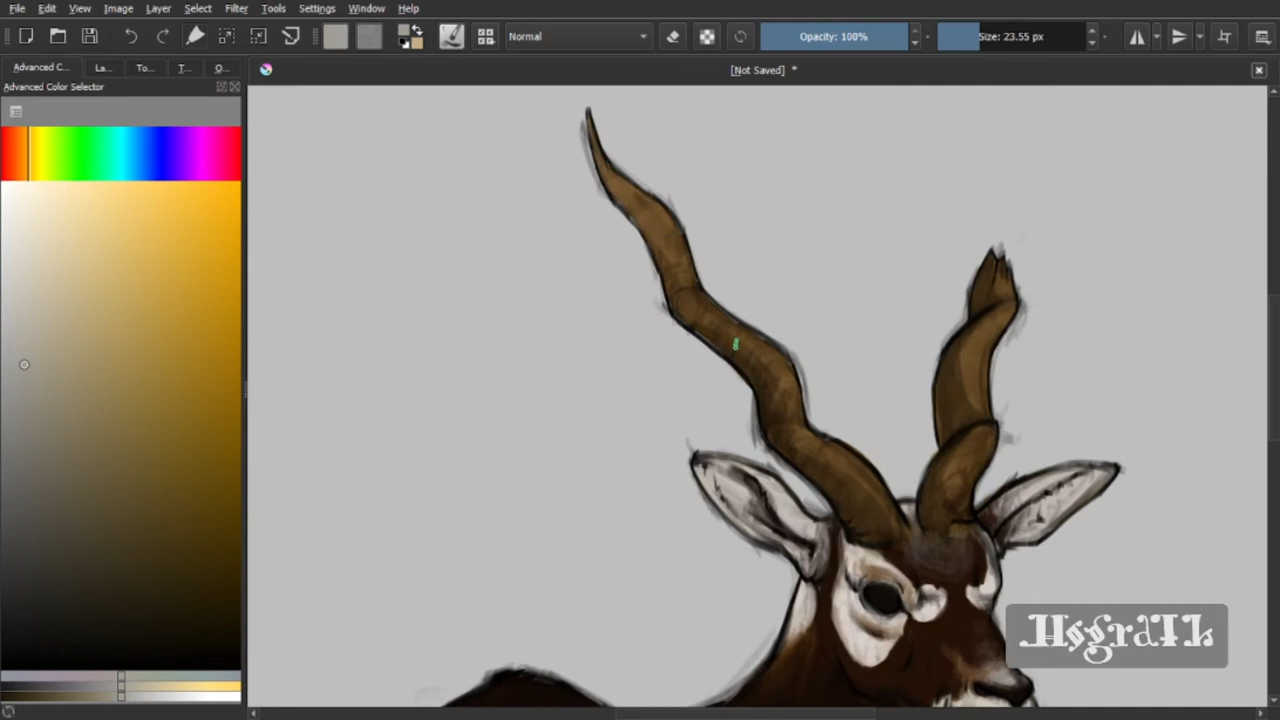 File Edit View Image Layer Select Filter Tools Settings Window Help
Normal Opacity: 100% Size: 23.55 px
Advanced C... La... To... T... O...
[Not Saved] *
Advanced Color Selector